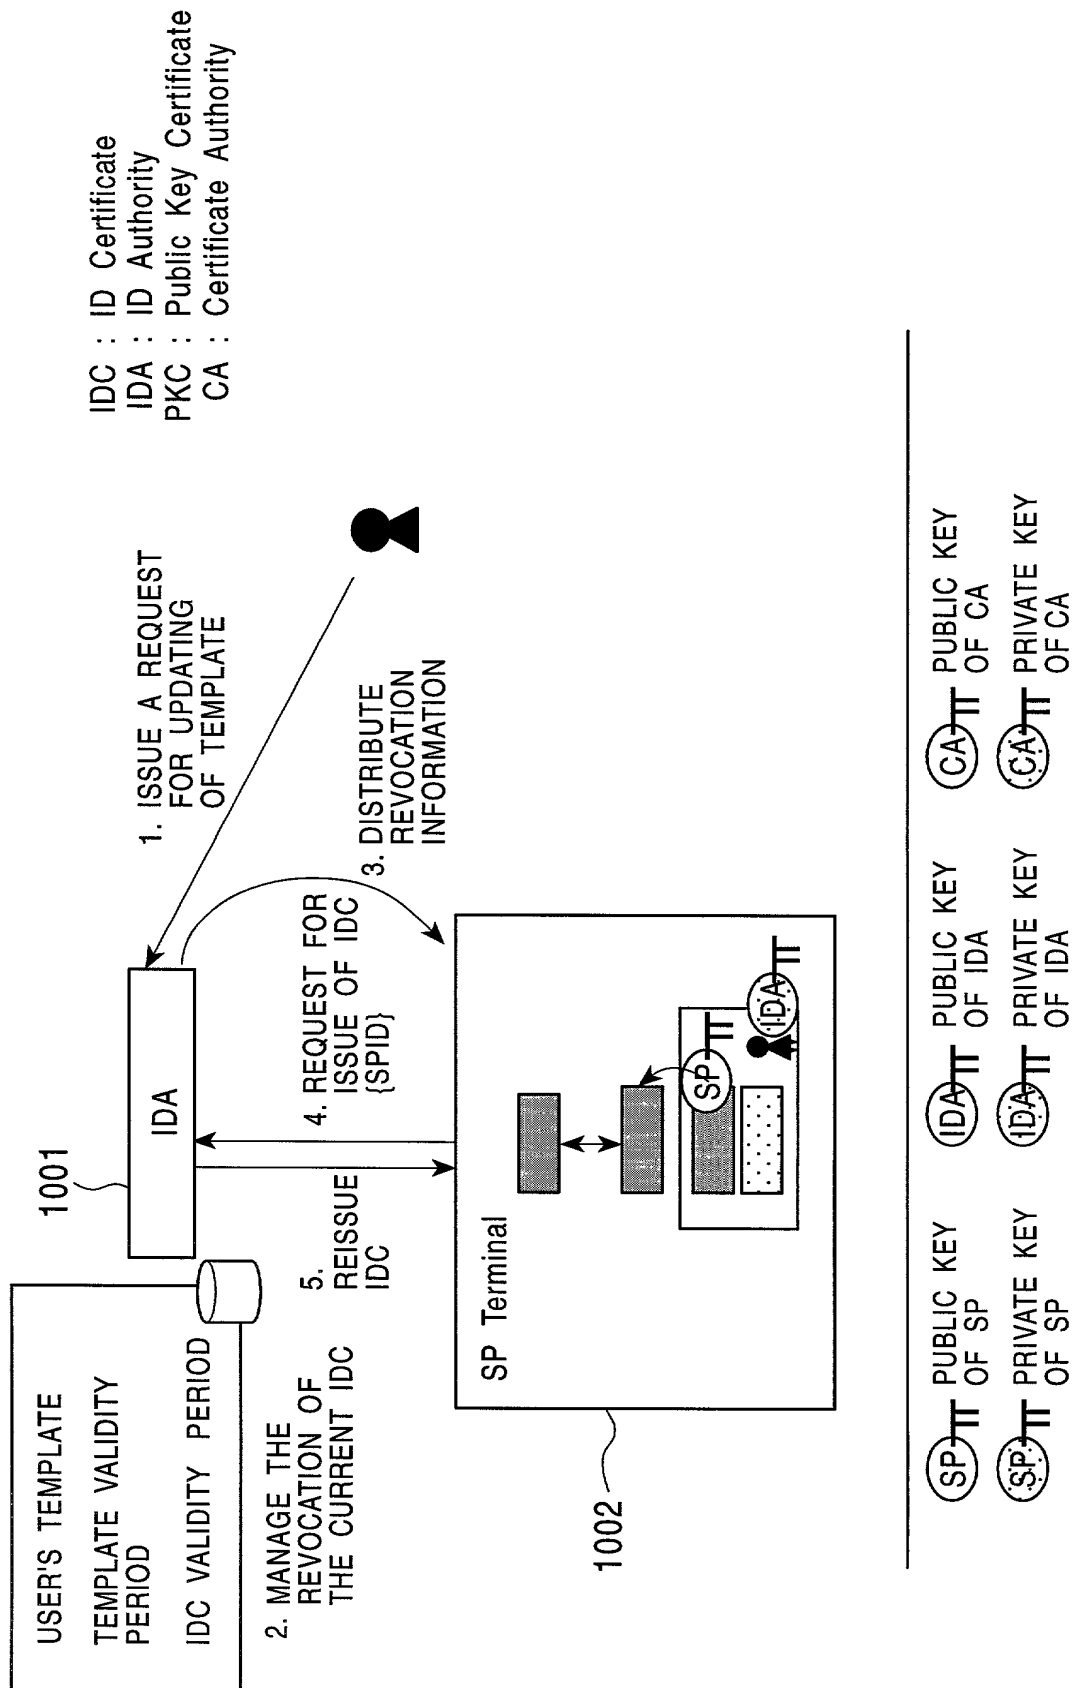 IDC : ID Certificate
IDA : ID Authority
PKC : Public Key Certificate
CA : Certificate Authority
1. ISSUE A REQUEST
FOR UPDATING
OF TEMPLATE
1001
IDA
USER'S TEMPLATE
TEMPLATE VALIDITY
PERIOD
IDC VALIDITY PERIOD
2. MANAGE THE
REVOCATION OF
THE CURRENT IDC
3. DISTRIBUTE
REVOCATION
INFORMATION
4. REQUEST FOR
ISSUE OF IDC
{SPID}
5.
REISSUE
IDC
SP Terminal
SP
IDA
1002
SP PUBLIC KEY
OF SP
SP PRIVATE KEY
OF SP
IDA PUBLIC KEY
OF IDA
IDA PRIVATE KEY
OF IDA
CA PUBLIC KEY
OF CA
CA PRIVATE KEY
OF CA